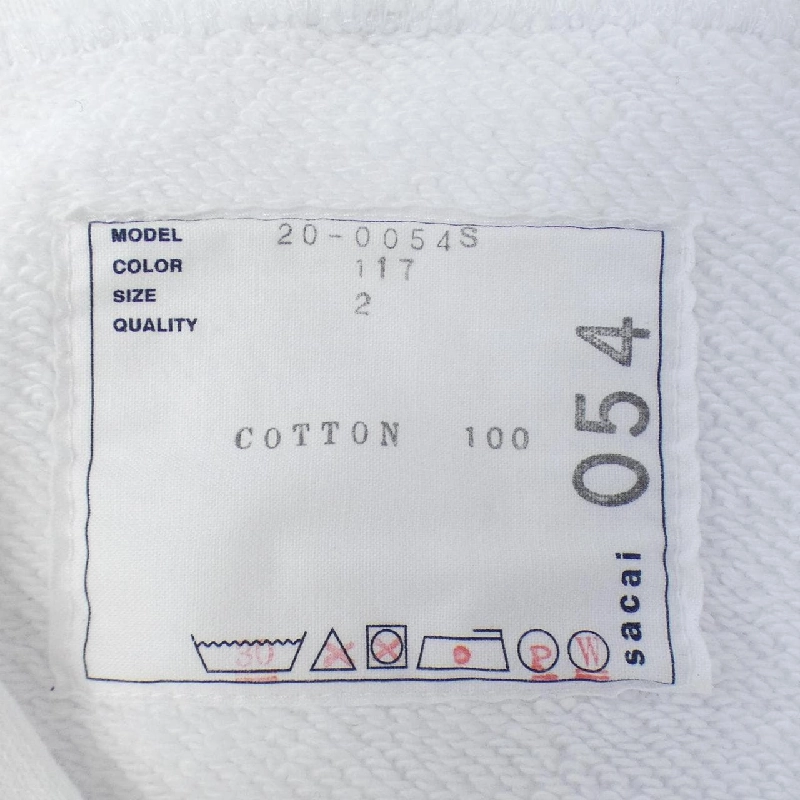 MODEL 20-0054S
COLOR 117
SIZE 2
QUALITY
COTTON 100
054
sacai
30
P
W